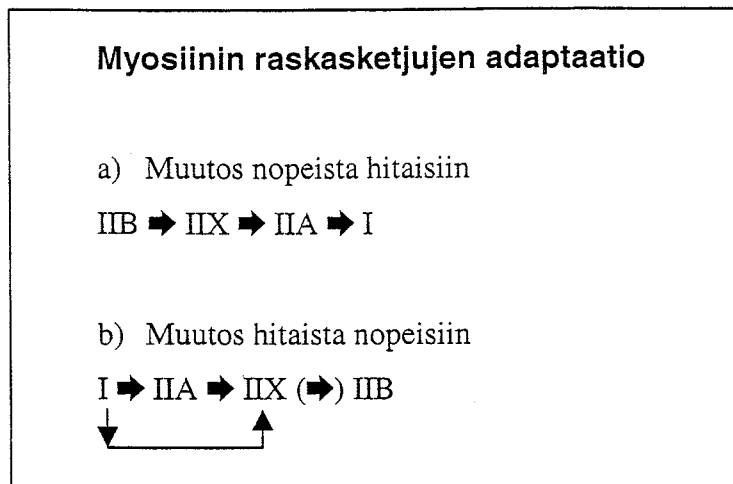 Myosiinin raskasketjujen adaptaatio
a) Muutos nopeista hitaisiin
IIB ➡ IIX ➡ IIA ➡ I
b) Muutos hitaista nopeisiin
I ➡ IIA ➡ IIX (➡) IIB